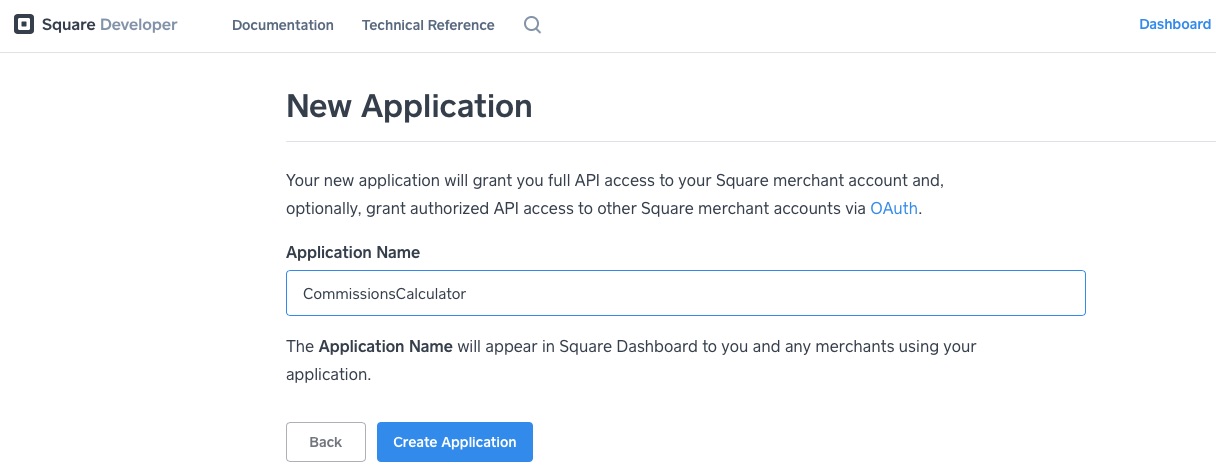 Square Developer Documentation Technical Reference Dashboard
New Application
Your new application will grant you full API access to your Square merchant account and,
optionally, grant authorized API access to other Square merchant accounts via OAuth.
Application Name
CommissionsCalculator
The Application Name will appear in Square Dashboard to you and any merchants using your
application.
Back Create Application